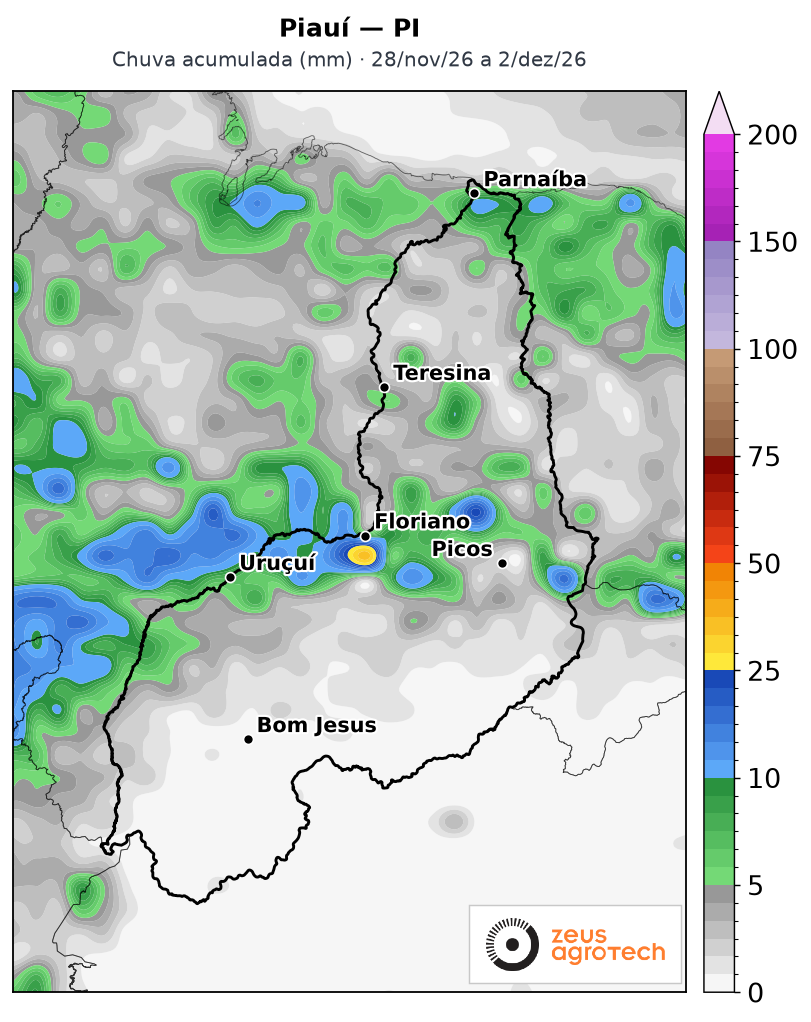 Piauí — PI
Chuva acumulada (mm) · 28/nov/26 a 2/dez/26
Parnaíba
Teresina
Floriano
Picos
Uruçuí
Bom Jesus
200
150
100
75
50
25
10
5
0
zeus
agrotech